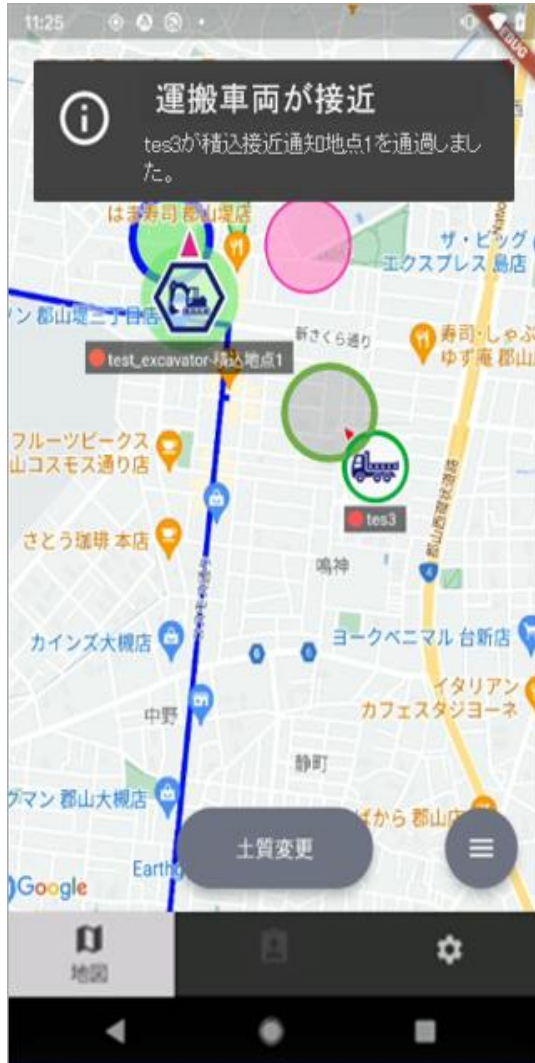 11:25
DEBUG
運搬車両が接近
tes3が積込接近通知地点1を通過しまし
た。
はま寿司 郡山堤店
ザ・ビッグ
エクスプレス 島店
ン 郡山堤三丁目店
新さくら通り
寿司・しゃぶ
ゆず庵 郡山
test_excavator-積込地点1
フルーツピークス
山コスモス通り店
tes3
さとう珈琲 本店
鳴神
4
カインズ大槻店
ヨークベニマル 台新店
6
6
イタリアン
カフェスタジヨーネ
中野
静町
グマン 郡山大槻店
ばから 郡山店
土質変更
Earth
Google
地図